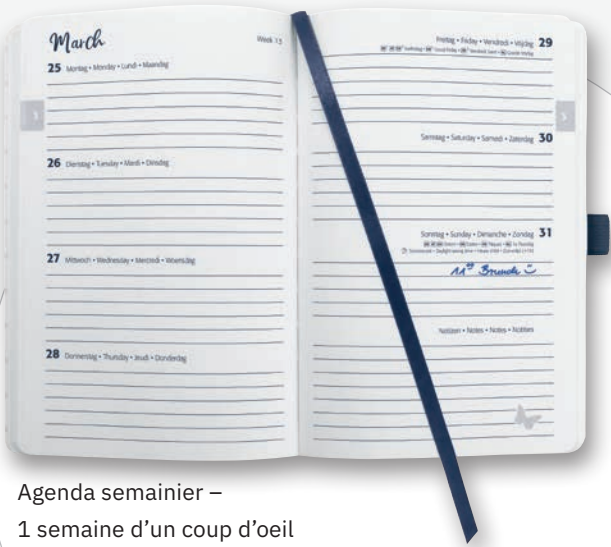 March
Week 13
25 Montag • Monday • Lundi • Maandag
26 Dienstag • Tuesday • Mardi • Dinsdag
27 Mittwoch • Wednesday • Mercredi • Woensdag
28 Donnerstag • Thursday • Jeudi • Donderdag
Freitag • Friday • Vendredi • Vrijdag 29
Samstag • Saturday • Samedi • Zaterdag 30
Sonntag • Sunday • Dimanche • Zondag 31
11 Brunch
Notizen • Notes • Notes • Notities
Agenda semainier –
1 semaine d’un coup d’oeil